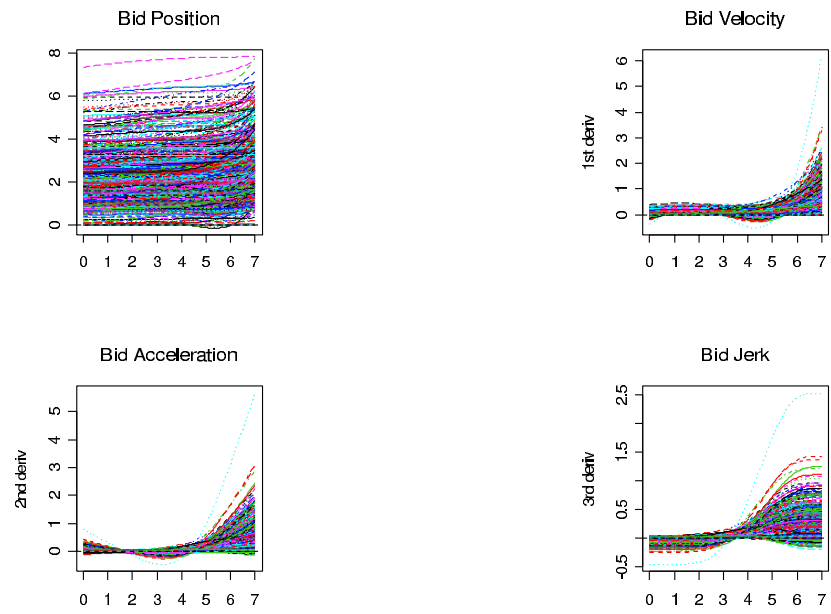 Bid Position
8
6
4
2
0
0 1 2 3 4 5 6 7
Bid Velocity
1st deriv
6
5
4
3
2
1
0
0 1 2 3 4 5 6 7
Bid Acceleration
2nd deriv
5
4
3
2
1
0
0 1 2 3 4 5 6 7
Bid Jerk
3rd deriv
2.5
1.5
0.5
-0.5
0 1 2 3 4 5 6 7